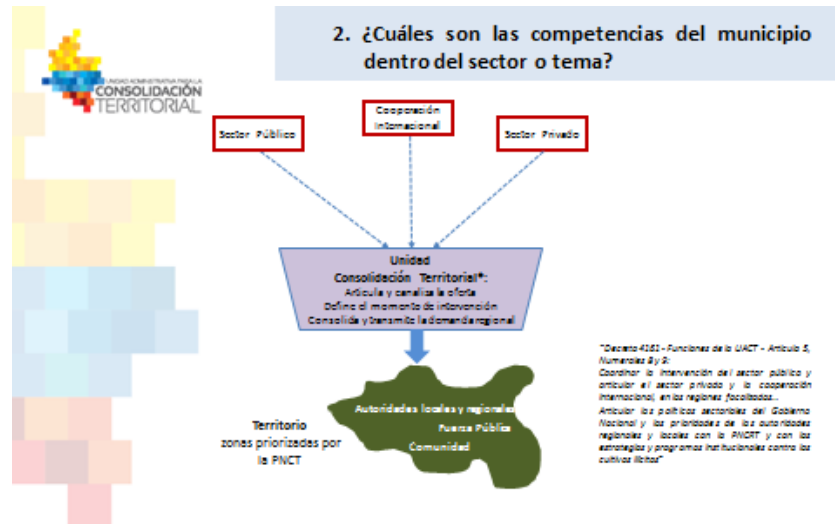 2. ¿Cuáles son las competencias del municipio
dentro del sector o tema?
UNIDAD ADMINISTRATIVA PARA LA
CONSOLIDACIÓN
TERRITORIAL
Cooperación
Internacional
Sector Público
Sector Privado
Unidad
Consolidación Territorial*:
Articula y canaliza la oferta
Define el momento de intervención
Consolida y transmite la demanda regional
Autoridades locales y regionales
Fuerza Pública
Comunidad
Territorio
zonas priorizadas por
la PNCT
*Decreto 4161 - Funciones de la UACT - Artículo 5,
Numerales 8 y 9:
Coordinar la intervención del sector público y
articular el sector privado y la cooperación
internacional, en las regiones focalizadas...
Articular las políticas sectoriales del Gobierno
Nacional y las prioridades de las autoridades
regionales y locales con la PNCRT y con las
estrategias y programas institucionales contra los
cultivos ilícitos"